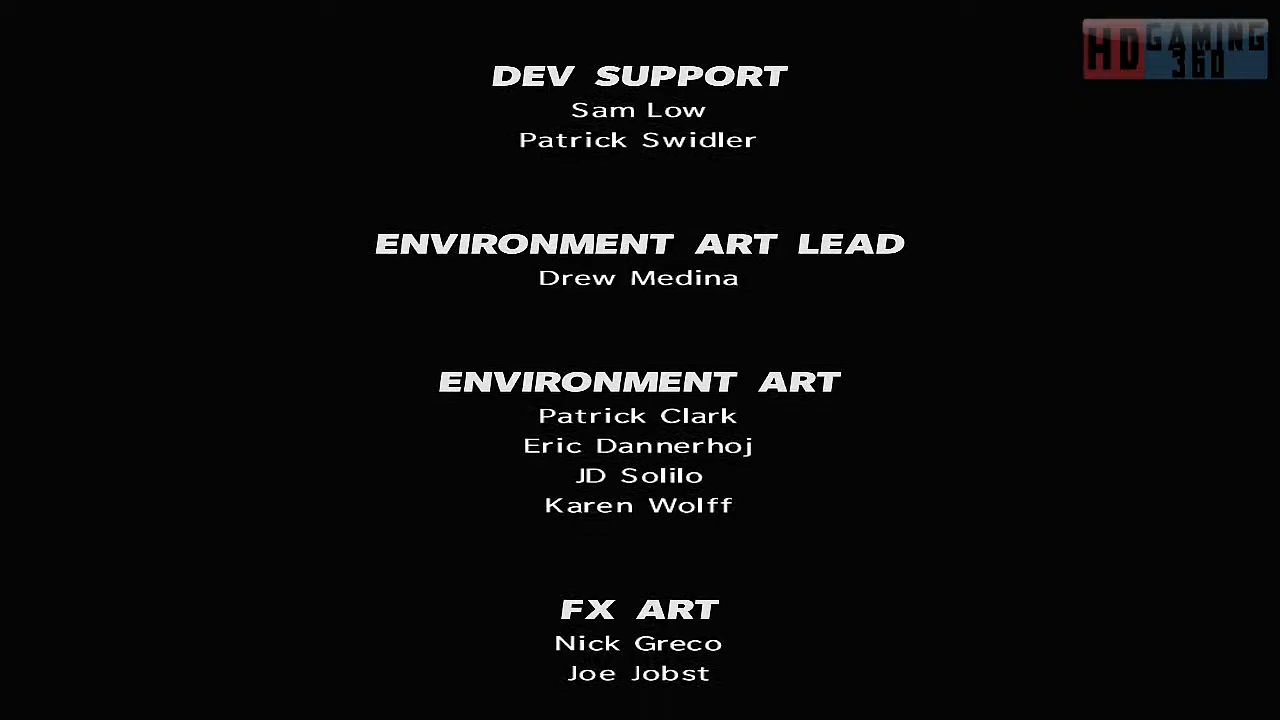 HD GAMING 360
DEV SUPPORT
Sam Low
Patrick Swidler
ENVIRONMENT ART LEAD
Drew Medina
ENVIRONMENT ART
Patrick Clark
Eric Dannerhoj
JD Solilo
Karen Wolff
FX ART
Nick Greco
Joe Jobst